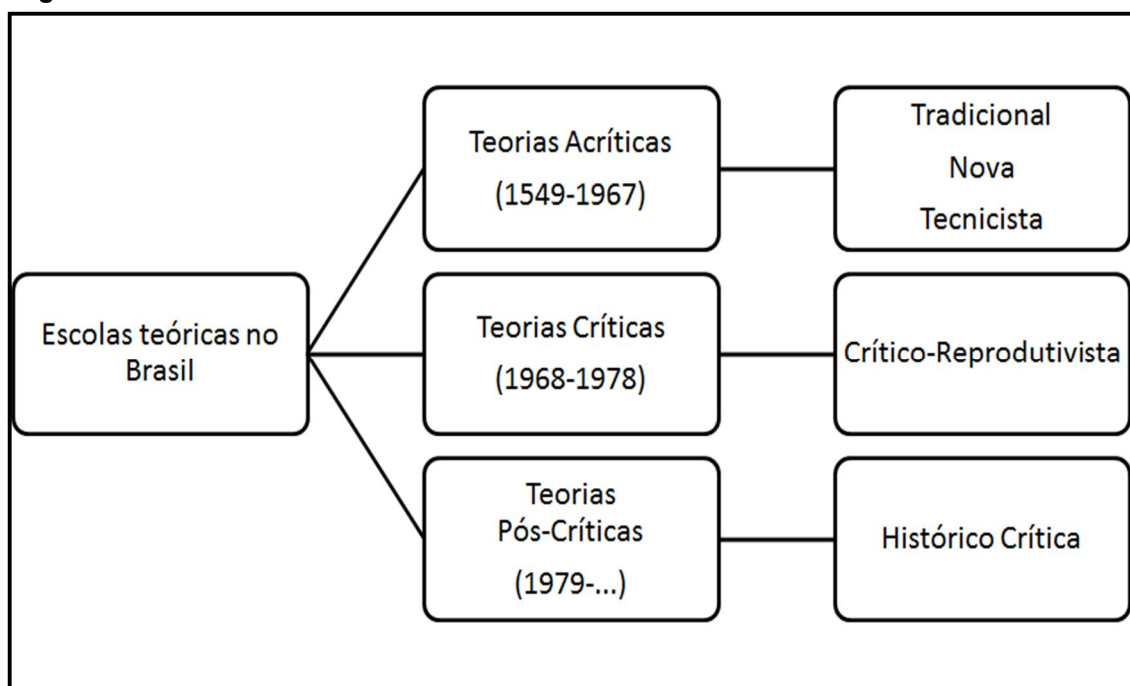 Escolas teóricas no
Brasil
Teorias Acríticas
(1549-1967)
Tradicional
Nova
Tecnicista
Teorias Críticas
(1968-1978)
Crítico-Reprodutivista
Teorias
Pós-Críticas
(1979-...)
Histórico Crítica